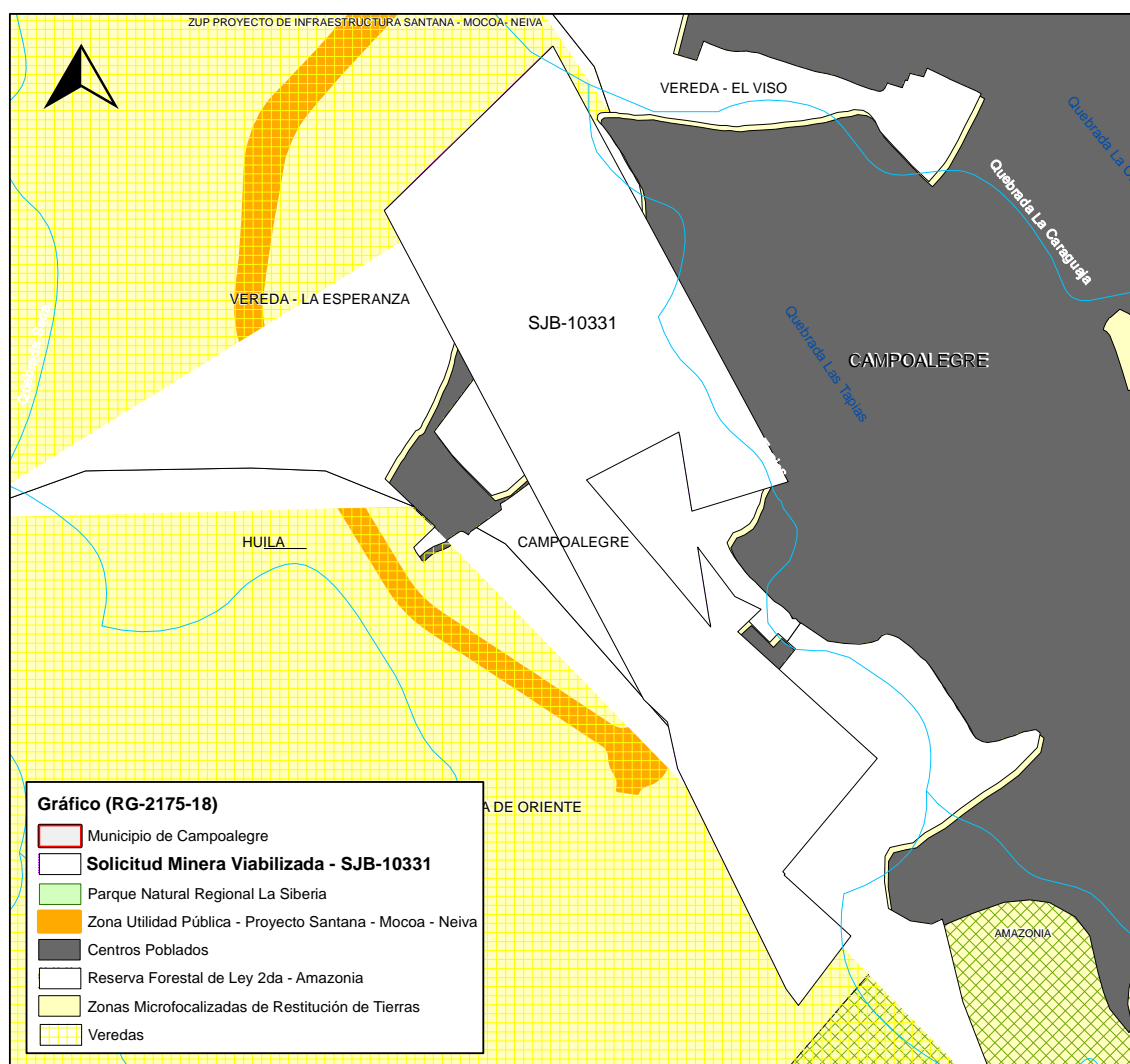 ZUP PROYECTO DE INFRAESTRUCTURA SANTANA - MOCOA- NEIVA
VEREDA - EL VISO
Quebrada La
Quebrada La Caraguaja
VEREDA - LA ESPERANZA
SJB-10331
Quebrada Las Tapias
CAMPOALEGRE
HUILA
CAMPOALEGRE
A DE ORIENTE
AMAZONIA
Gráfico (RG-2175-18)
Municipio de Campoalegre
Solicitud Minera Viabilizada - SJB-10331
Parque Natural Regional La Siberia
Zona Utilidad Pública - Proyecto Santana - Mocoa - Neiva
Centros Poblados
Reserva Forestal de Ley 2da - Amazonia
Zonas Microfocalizadas de Restitución de Tierras
Veredas